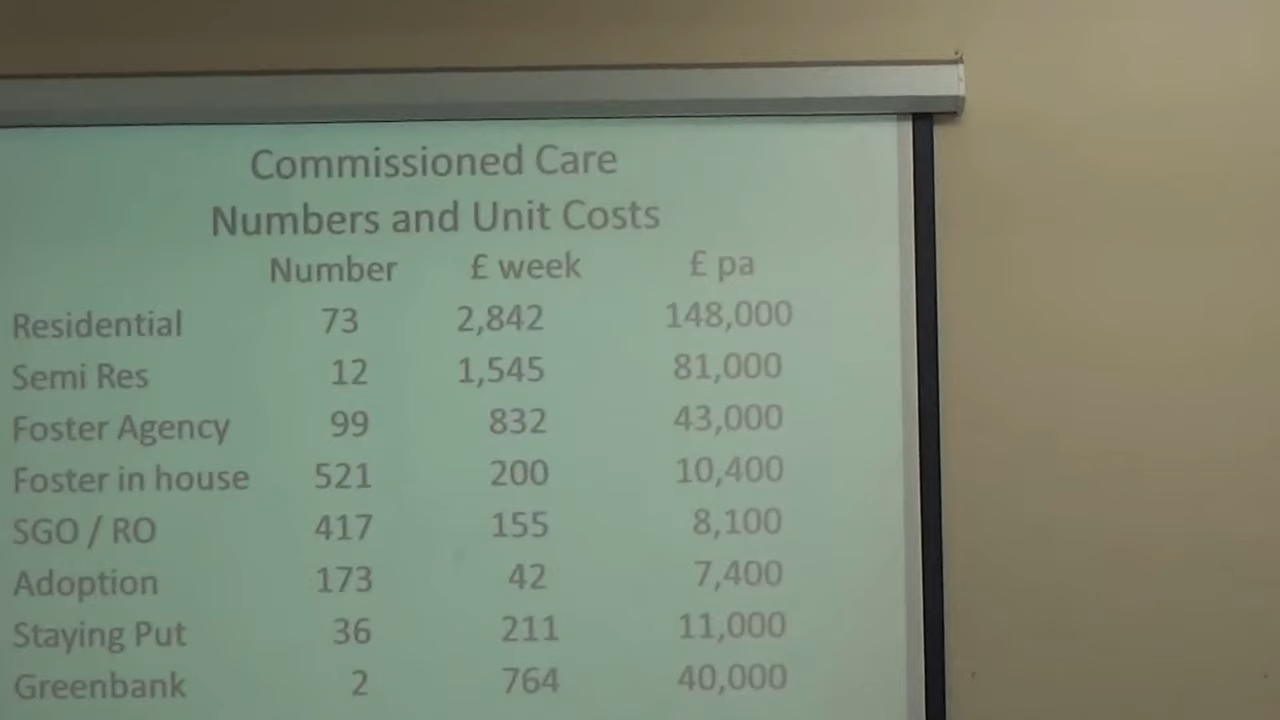 Commissioned Care
Numbers and Unit Costs
Number £ week £ pa
Residential 73 2,842 148,000
Semi Res 12 1,545 81,000
Foster Agency 99 832 43,000
Foster in house 521 200 10,400
SGO / RO 417 155 8,100
Adoption 173 42 7,400
Staying Put 36 211 11,000
Greenbank 2 764 40,000